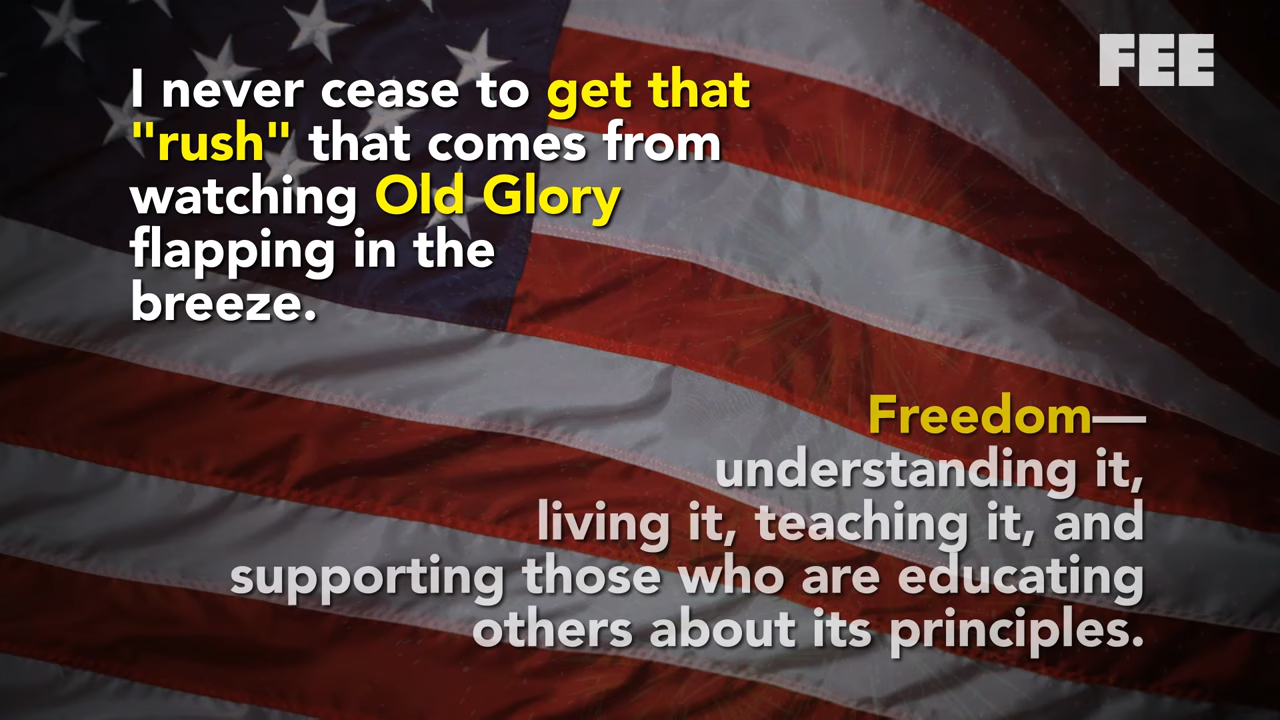 FEE
I never cease to get that
"rush" that comes from
watching Old Glory
flapping in the
breeze.
Freedom—
understanding it,
living it, teaching it, and
supporting those who are educating
others about its principles.